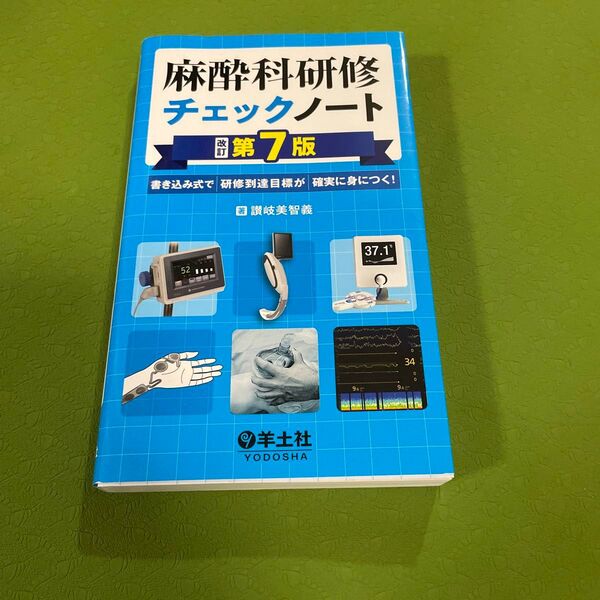 麻酔科研修
チェックノート
改訂 第7版
書き込み式で 研修到達目標が 確実に身につく!
著 讃岐美智義
52
37.1
34
9
9
羊土社
YODOSHA